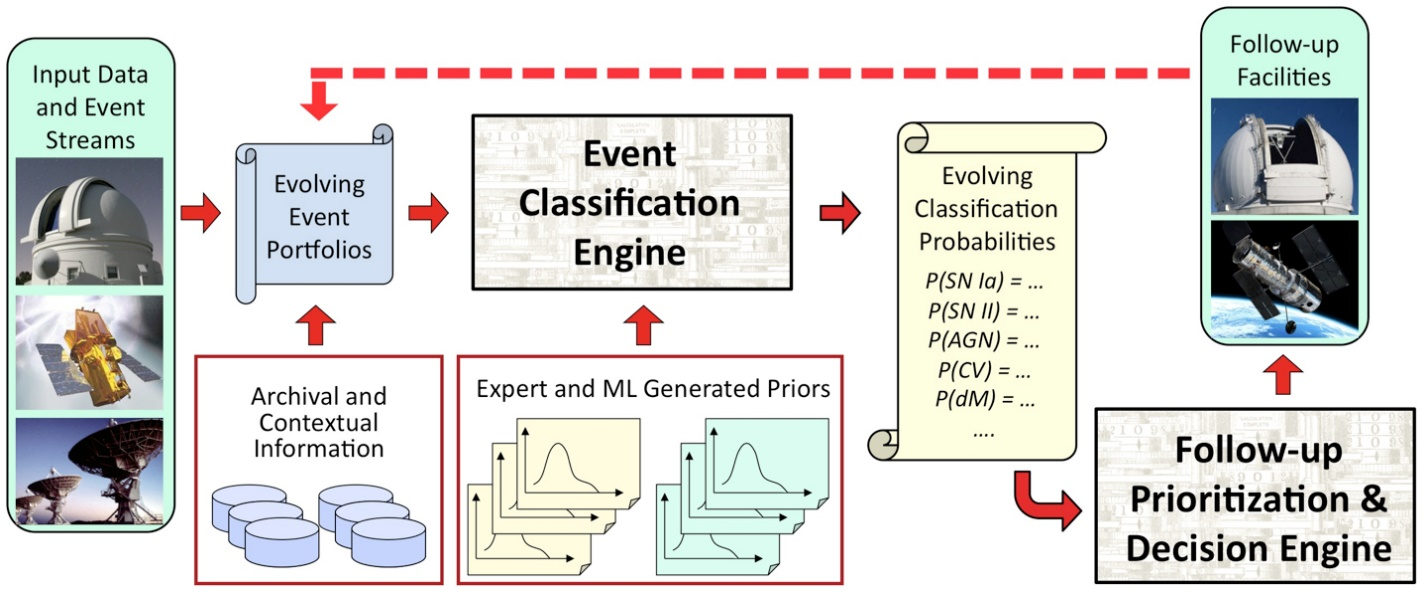 Input Data
and Event
Streams
Evolving
Event
Portfolios
Archival and
Contextual
Information
Event
Classification
Engine
Expert and ML Generated Priors
Evolving
Classification
Probabilities
P(SN Ia) = ...
P(SN II) = ...
P(AGN) = ...
P(CV) = ...
P(dM) = ...
....
Follow-up
Prioritization &
Decision Engine
Follow-up
Facilities